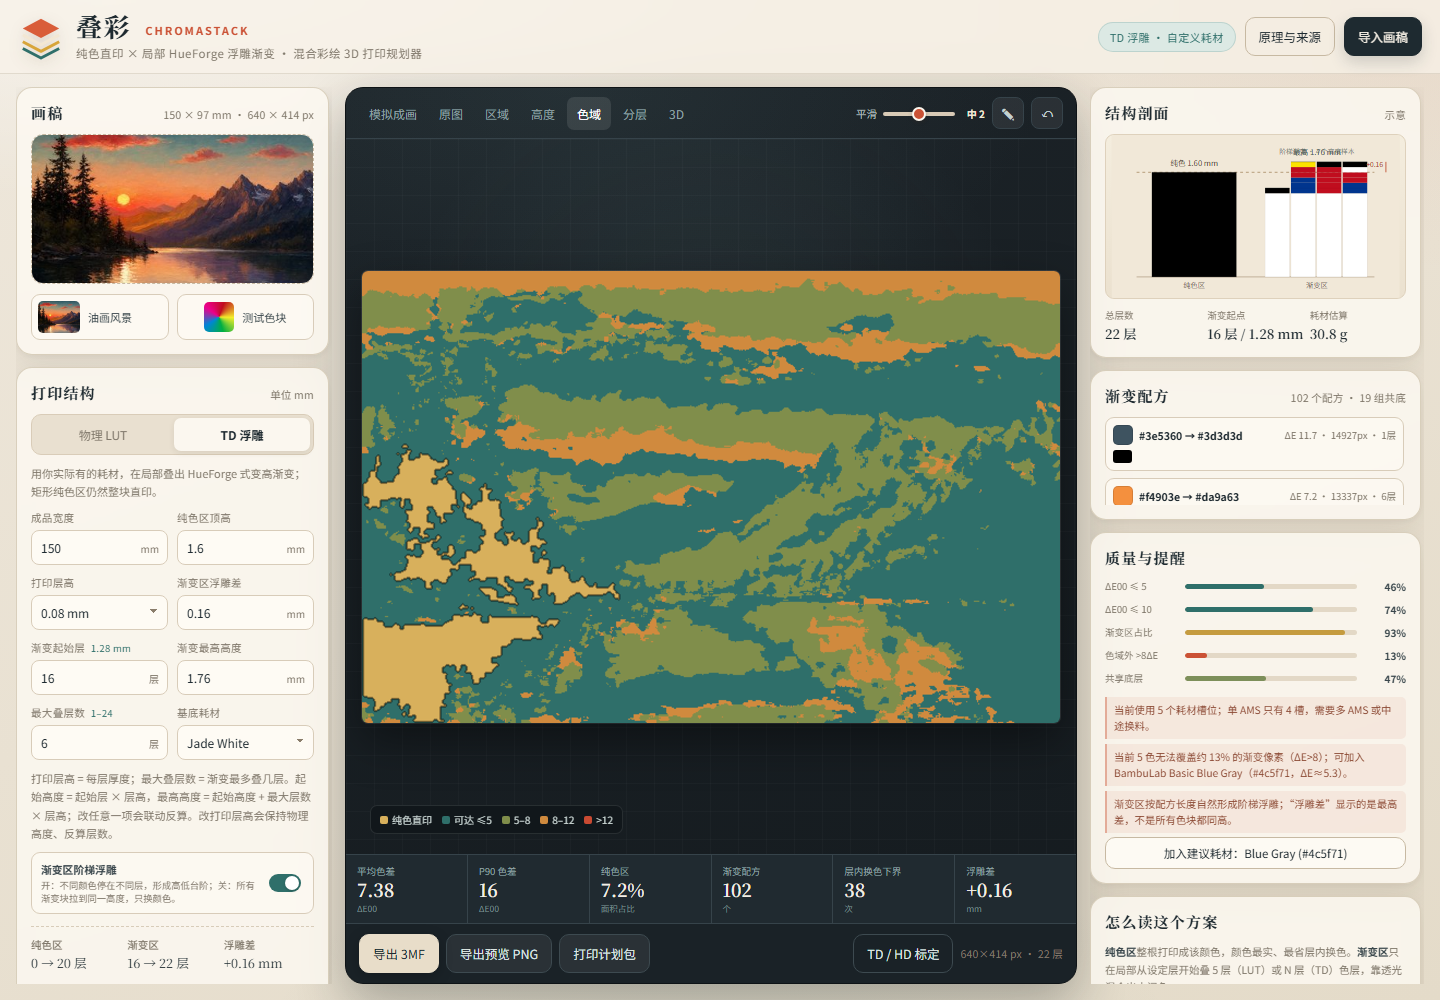 叠彩 CHROMASTACK
纯色直印 × 局部 HueForge 浮雕渐变 · 混合彩绘 3D 打印规划器
TD 浮雕 · 自定义耗材
原理与来源
导入画稿
画稿
150 × 97 mm · 640 × 414 px
油画风景
测试色块
打印结构
单位 mm
物理 LUT
TD 浮雕
用你实际有的耗材，在局部叠出 HueForge 式变高渐变；
矩形纯色区仍然整块直印。
成品宽度
纯色区顶高
150 mm
1.6 mm
打印层高
渐变区浮雕差
0.08 mm
0.16 mm
渐变起始层 1.28 mm
渐变最高高度
16 层
1.76 mm
最大叠层数 1–24
基底耗材
6 层
Jade White
打印层高 = 每层厚度；最大叠层数 = 渐变最多叠几层。起
始高度 = 起始层 × 层高，最高高度 = 起始高度 + 最大层数
× 层高；改任意一项会联动反算。改打印层高会保持物理
高度、反算层数。
渐变区阶梯浮雕
开：不同颜色停在不同层，形成高低台阶；关：所有
渐变块拉到同一高度，只换颜色。
纯色区
渐变区
浮雕差
0 → 20 层
16 → 22 层
+0.16 mm
模拟成画
原图
区域
高度
色域
分层
3D
平滑
中 2
纯色直印
可达 ≤5
5–8
8–12
>12
平均色差
7.38
ΔE00
P90 色差
16
ΔE00
纯色区
7.2%
面积占比
渐变配方
102
个
层内换色下界
38
次
浮雕差
+0.16
mm
导出 3MF
导出预览 PNG
打印计划包
TD / HD 标定
640×414 px · 22 层
结构剖面
示意
纯色 1.60 mm
+0.16
纯色区
渐变区
总层数
渐变起点
耗材估算
22 层
16 层 / 1.28 mm
30.8 g
渐变配方
102 个配方 · 19 组共底
#3e5360 → #3d3d3d
ΔE 11.7 · 14927px · 1层
#f4903e → #da9a63
ΔE 7.2 · 13337px · 6层
质量与提醒
ΔE00 ≤ 5
46%
ΔE00 ≤ 10
74%
渐变区占比
93%
色域外 >8ΔE
13%
共享底层
47%
当前使用 5 个耗材槽位；单 AMS 只有 4 槽，需要多 AMS 或中
途换料。
当前 5 色无法覆盖约 13% 的渐变像素（ΔE>8）；可加入
BambuLab Basic Blue Gray（#4c5f71，ΔE≈5.3）。
渐变区按配方长度自然形成阶梯浮雕；“浮雕差”显示的是最高
差，不是所有色块都同高。
加入建议耗材：Blue Gray (#4c5f71)
怎么读这个方案
纯色区整根打印成该颜色，颜色最实、最省层内换色。渐变区只
在局部从设定层开始叠 5 层（LUT）或 N 层（TD）色层，靠透光